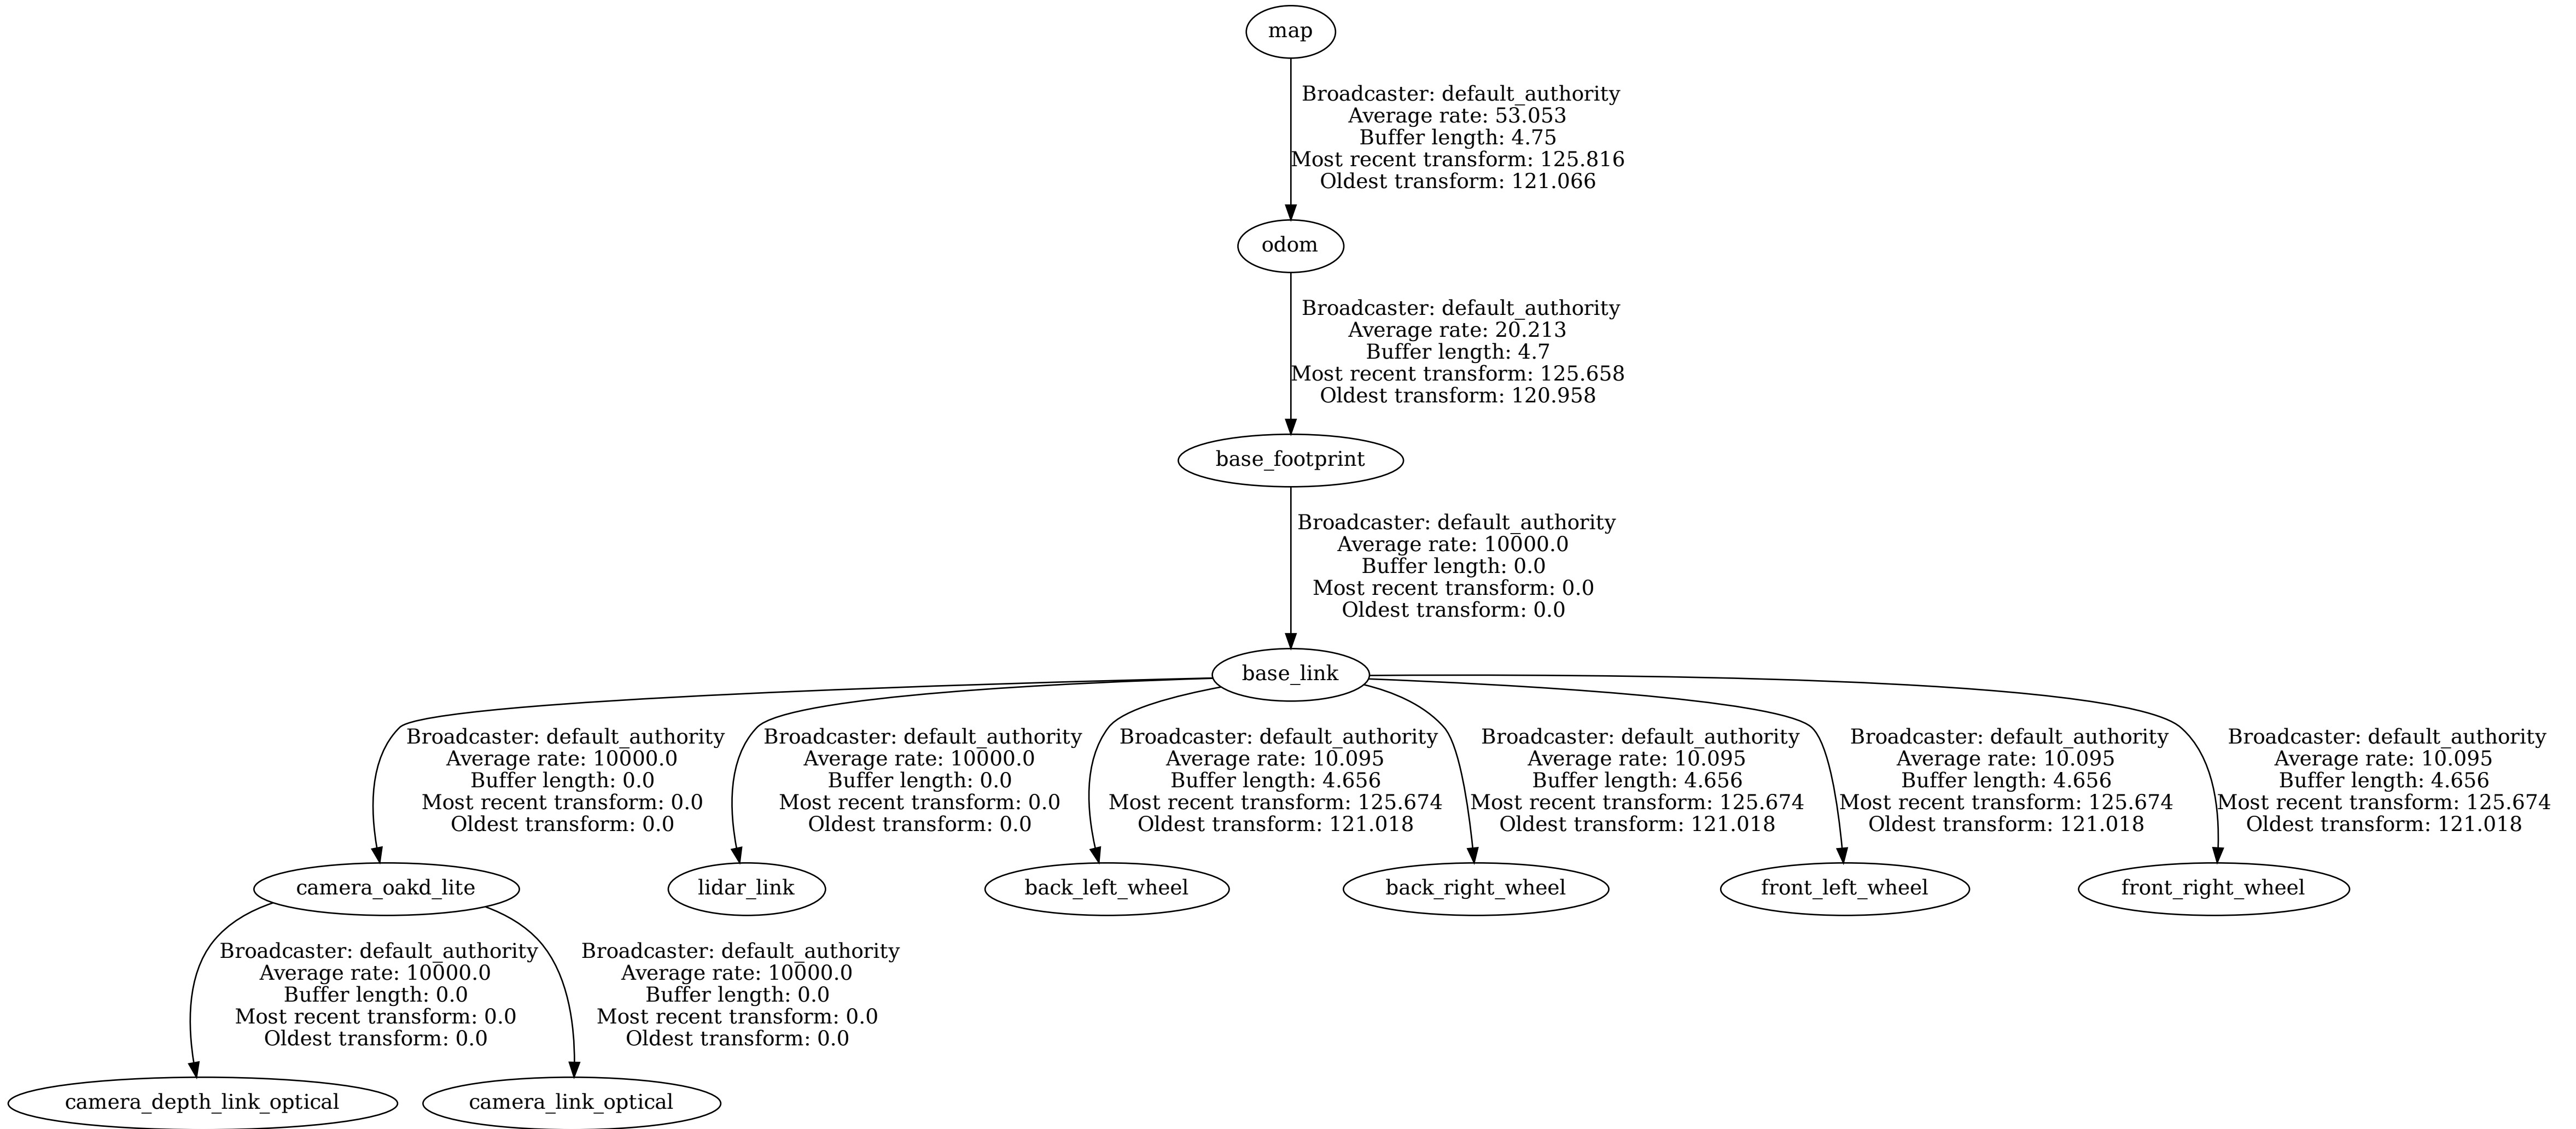 map
Broadcaster: default_authority
Average rate: 53.053
Buffer length: 4.75
Most recent transform: 125.816
Oldest transform: 121.066
odom
Broadcaster: default_authority
Average rate: 20.213
Buffer length: 4.7
Most recent transform: 125.658
Oldest transform: 120.958
base_footprint
Broadcaster: default_authority
Average rate: 10000.0
Buffer length: 0.0
Most recent transform: 0.0
Oldest transform: 0.0
base_link
Broadcaster: default_authority
Average rate: 10000.0
Buffer length: 0.0
Most recent transform: 0.0
Oldest transform: 0.0
Broadcaster: default_authority
Average rate: 10000.0
Buffer length: 0.0
Most recent transform: 0.0
Oldest transform: 0.0
Broadcaster: default_authority
Average rate: 10.095
Buffer length: 4.656
Most recent transform: 125.674
Oldest transform: 121.018
Broadcaster: default_authority
Average rate: 10.095
Buffer length: 4.656
Most recent transform: 125.674
Oldest transform: 121.018
Broadcaster: default_authority
Average rate: 10.095
Buffer length: 4.656
Most recent transform: 125.674
Oldest transform: 121.018
Broadcaster: default_authority
Average rate: 10.095
Buffer length: 4.656
Most recent transform: 125.674
Oldest transform: 121.018
camera_oakd_lite
lidar_link
back_left_wheel
back_right_wheel
front_left_wheel
front_right_wheel
Broadcaster: default_authority
Average rate: 10000.0
Buffer length: 0.0
Most recent transform: 0.0
Oldest transform: 0.0
Broadcaster: default_authority
Average rate: 10000.0
Buffer length: 0.0
Most recent transform: 0.0
Oldest transform: 0.0
camera_depth_link_optical
camera_link_optical